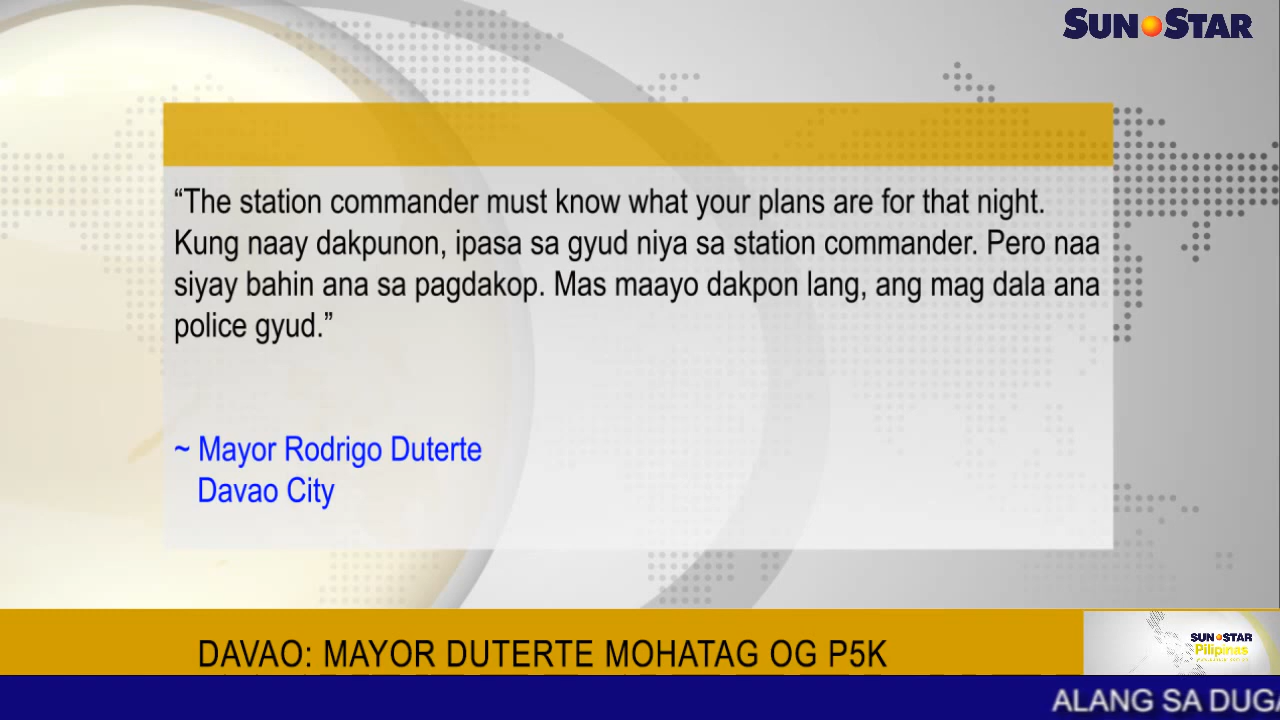 SUN STAR
“The station commander must know what your plans are for that night.
Kung naay dakpunon, ipasa sa gyud niya sa station commander. Pero naa
siyay bahin ana sa pagdakop. Mas maayo dakpon lang, ang mag dala ana
police gyud.”
~ Mayor Rodrigo Duterte
Davao City
DAVAO: MAYOR DUTERTE MOHATAG OG P5K
SUN STAR
Pilipinas
ALANG SA